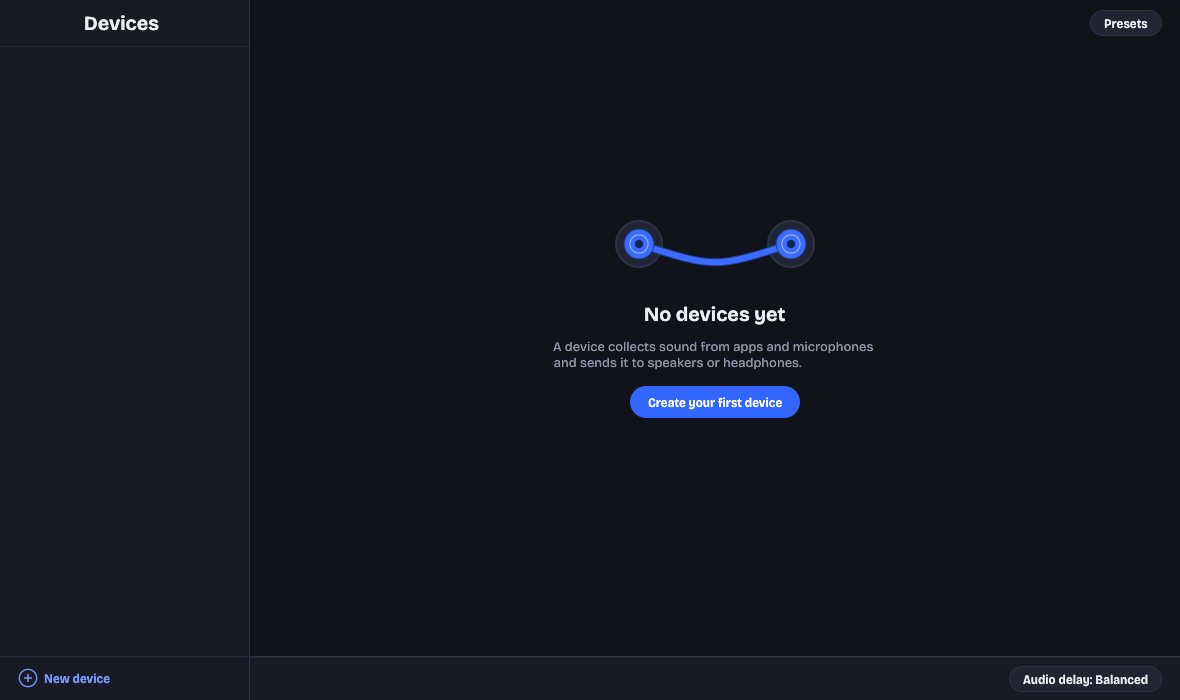 Devices
Presets
No devices yet
A device collects sound from apps and microphones
and sends it to speakers or headphones.
Create your first device
New device
Audio delay: Balanced